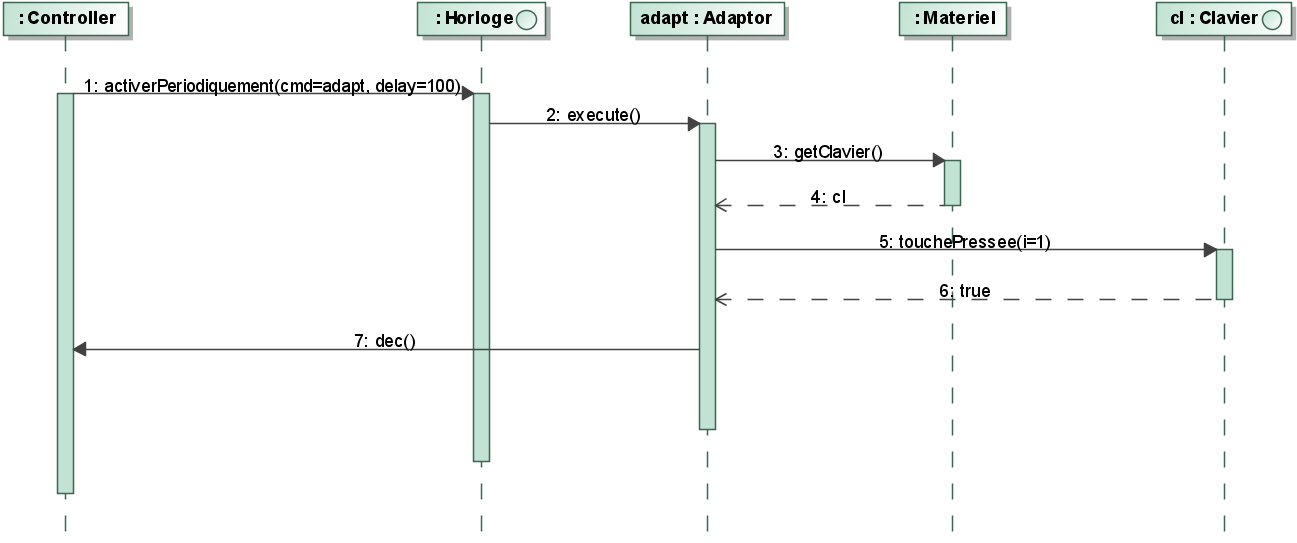 : Controller
: Horloge
adapt : Adaptor
: Materiel
cl : Clavier
1: activerPeriodiquement(cmd=adapt, delay=100)
2: execute()
3: getClavier()
4: cl
5: touchePressee(i=1)
6: true
7: dec()